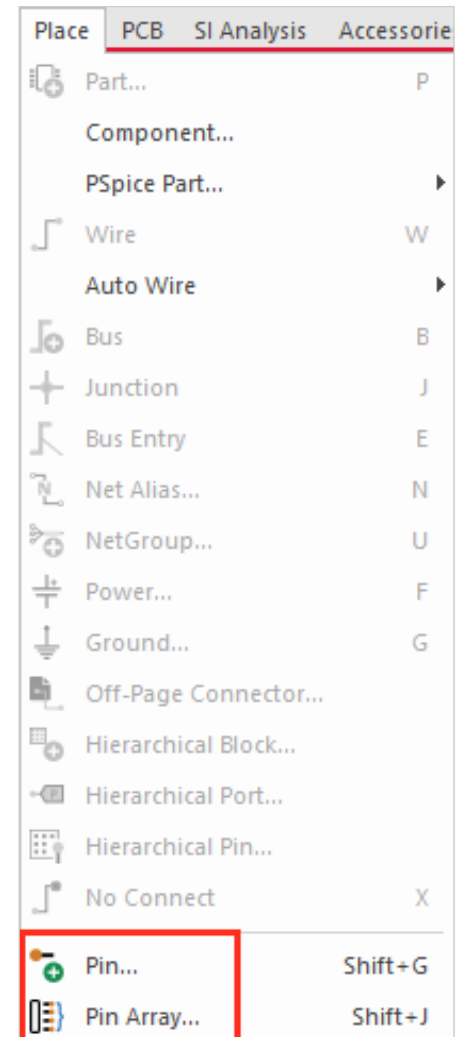 Place PCB SI Analysis Accessorie
Part... P
Component...
PSpice Part...
Wire W
Auto Wire
Bus B
Junction J
Bus Entry E
Net Alias... N
NetGroup... U
Power... F
Ground... G
Off-Page Connector...
Hierarchical Block...
Hierarchical Port...
Hierarchical Pin...
No Connect X
Pin... Shift+G
Pin Array... Shift+J